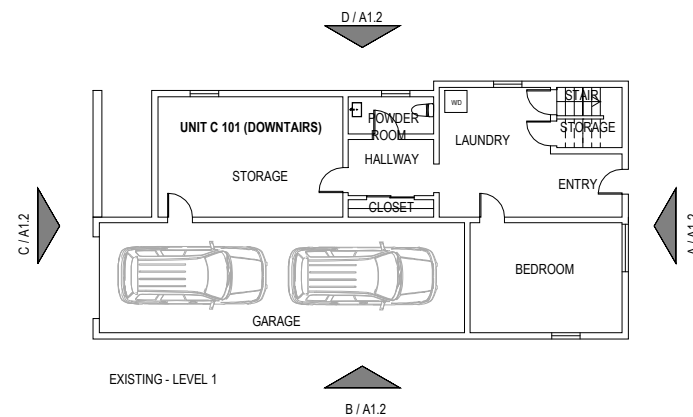 D / A1.2
STAIR
WD
POWDER
ROOM
UNIT C 101 (DOWNTAIRS)
STORAGE
LAUNDRY
HALLWAY
STORAGE
ENTRY
CLOSET
C / A1.2
A / A1.2
BEDROOM
GARAGE
EXISTING - LEVEL 1
B / A1.2